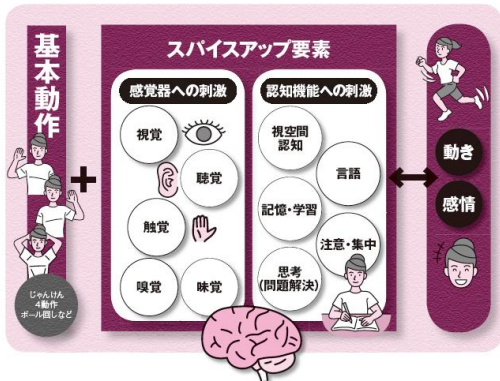 基本動作
じゃんけん
4動作
ボール回しなど
スパイスアップ要素
感覚器への刺激
視覚
聴覚
触覚
嗅覚
味覚
認知機能への刺激
視空間
認知
言語
記憶・学習
注意・集中
思考
(問題解決)
動き
感情